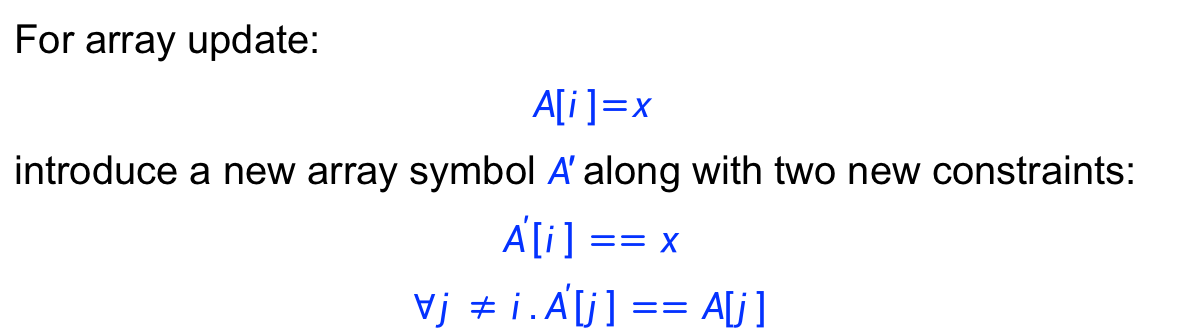 For array update:
A[i]=x
introduce a new array symbol A' along with two new constraints:
A'[i] == x
∀j ≠ i. A'[j] == A[j]